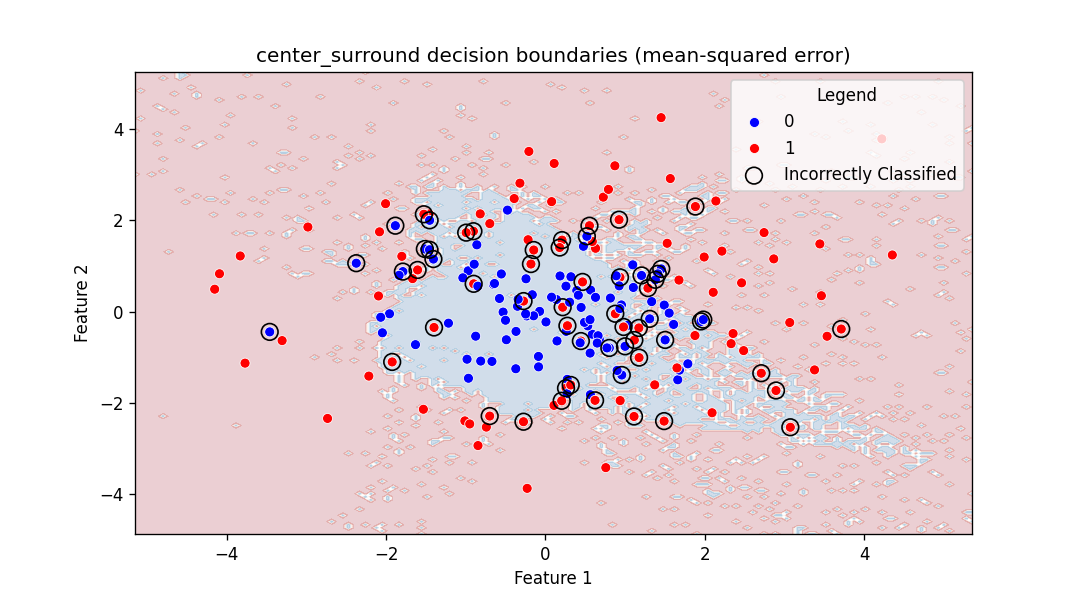 center_surround decision boundaries (mean-squared error)
Legend
0
1
Incorrectly Classified
Feature 2
4
2
0
−2
−4
−4
−2
0
2
4
Feature 1